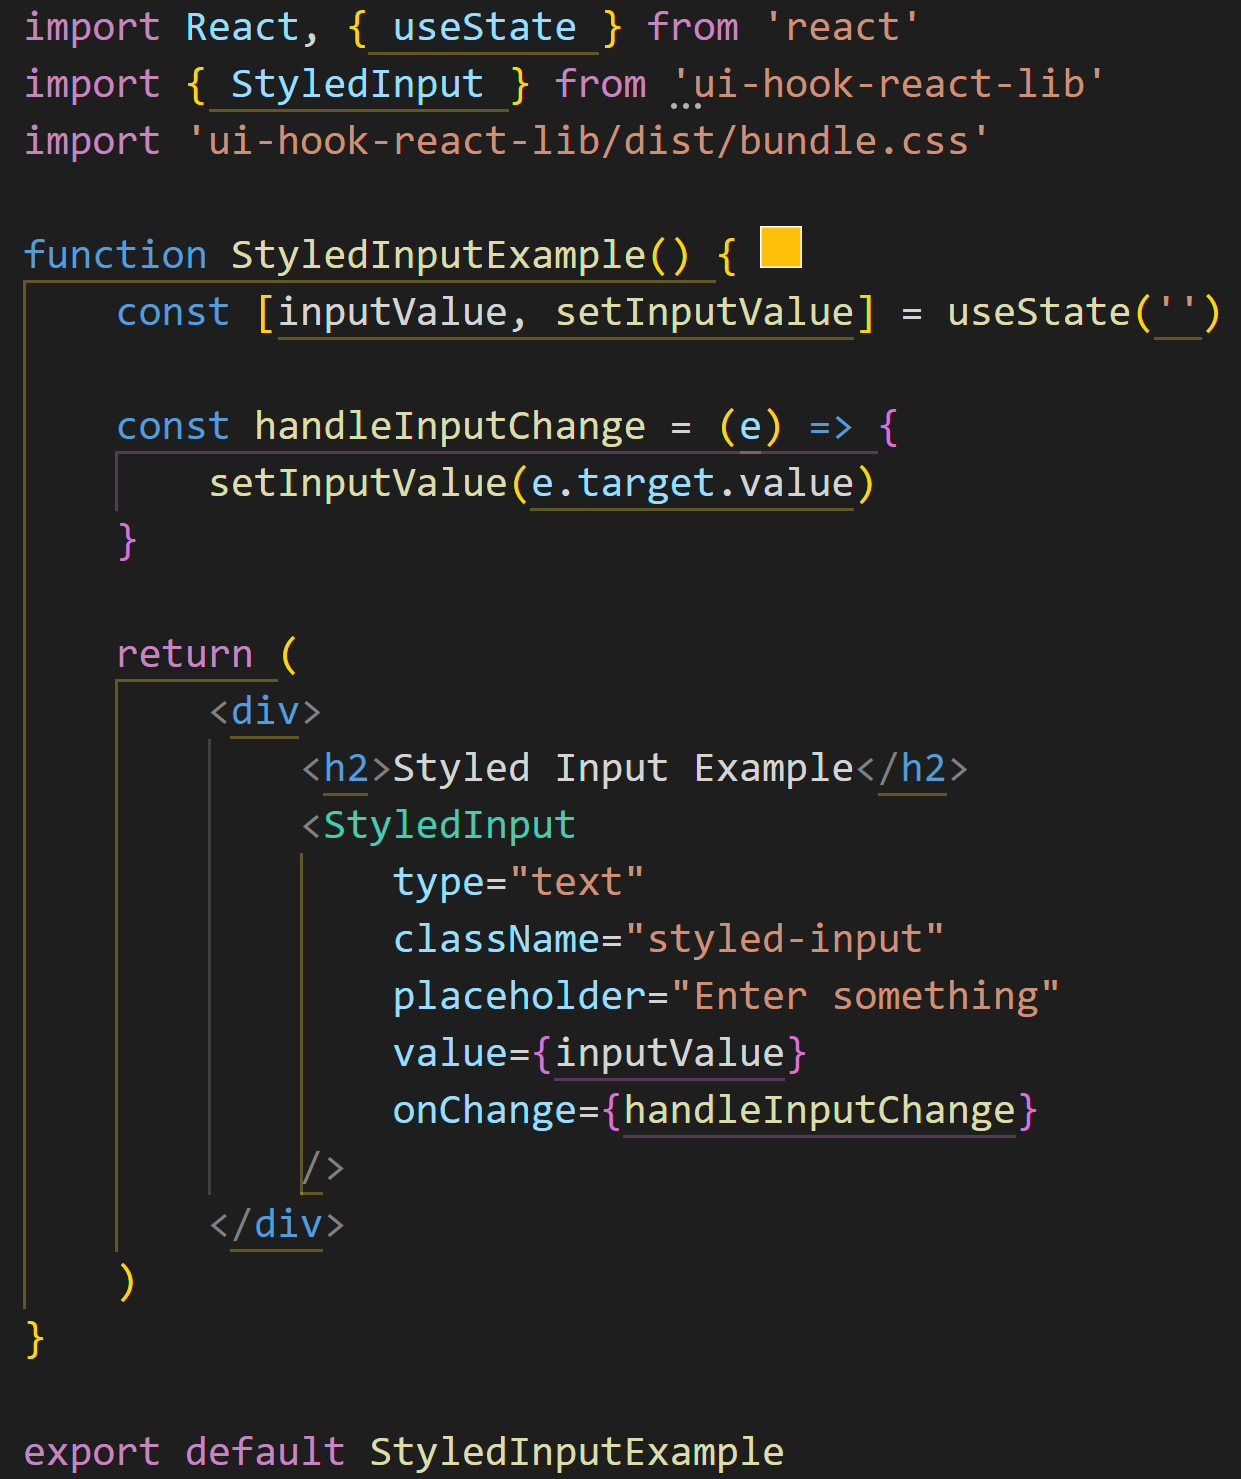 import React, { useState } from 'react'
import { StyledInput } from 'ui-hook-react-lib'
import 'ui-hook-react-lib/dist/bundle.css'

function StyledInputExample() {
    const [inputValue, setInputValue] = useState('')

    const handleInputChange = (e) => {
        setInputValue(e.target.value)
    }

    return (
        <div>
            <h2>Styled Input Example</h2>
            <StyledInput
                type="text"
                className="styled-input"
                placeholder="Enter something"
                value={inputValue}
                onChange={handleInputChange}
            />
        </div>
    )
}

export default StyledInputExample